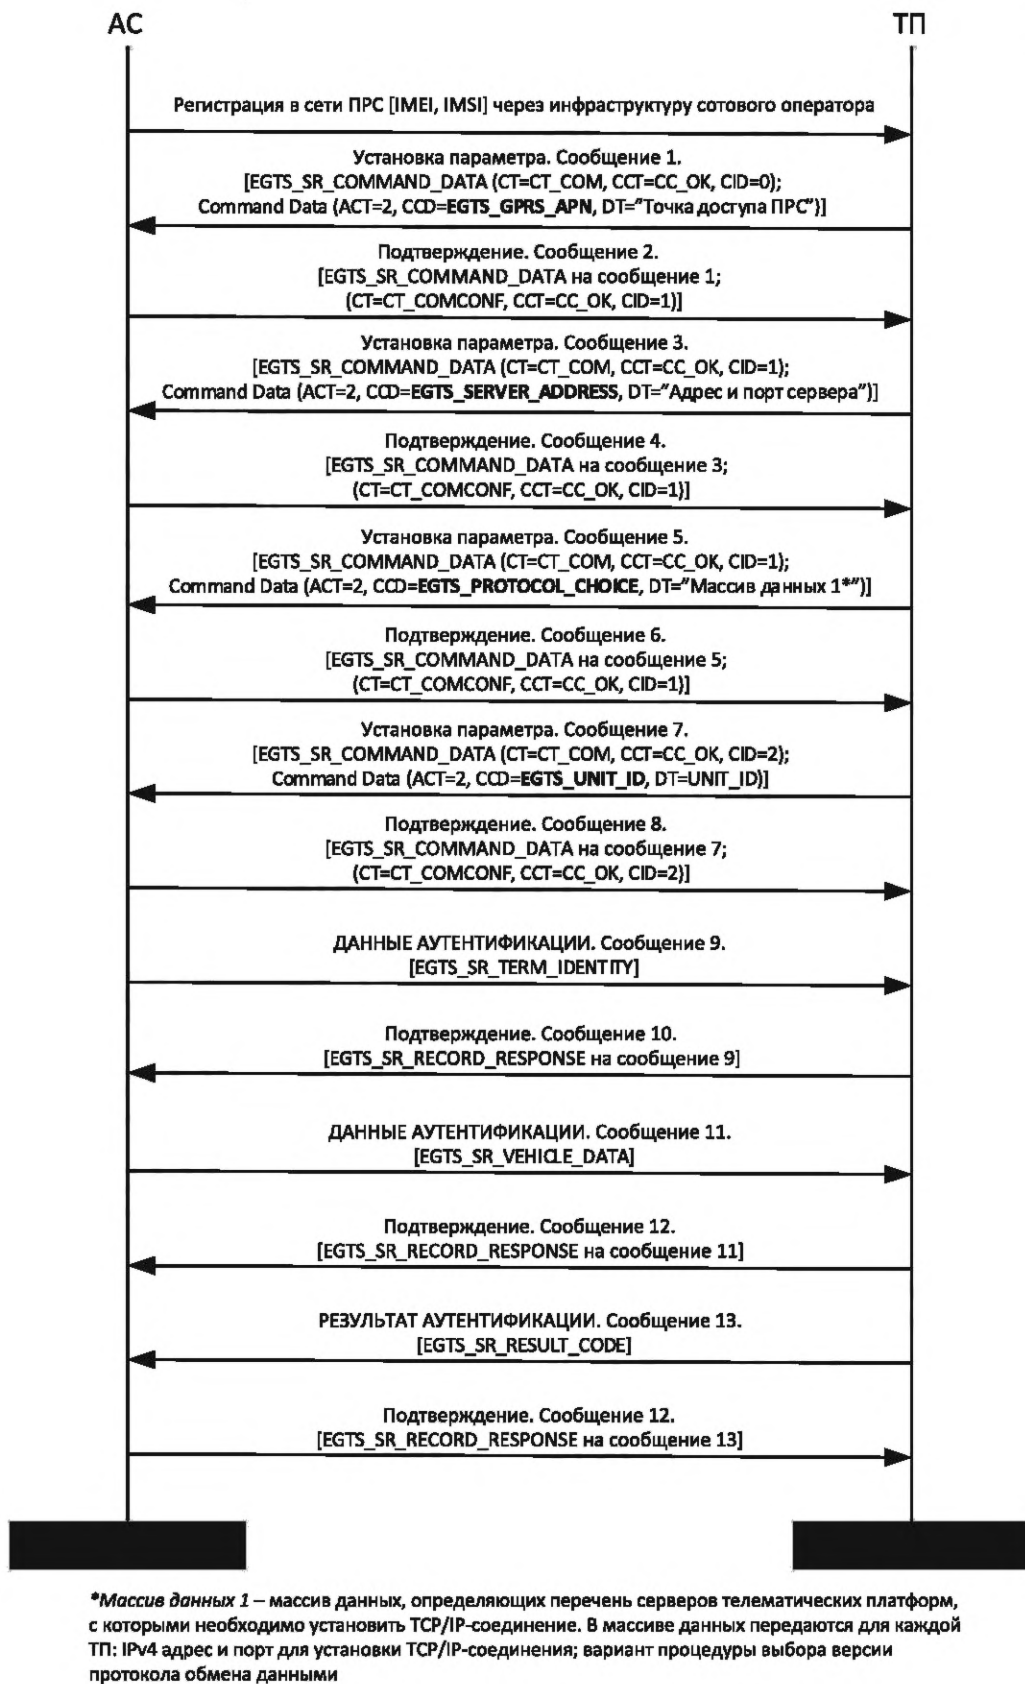 АС
ТП
Регистрация в сети ПРС [IMEI, IMSI] через инфраструктуру сотового оператора
Установка параметра. Сообщение 1.
[EGTS_SR_COMMAND_DATA (CT=CT_COM, CCT=CC_OK, CID=0);
Command Data (ACT=2, CCD=EGTS_GPRS_APN, DT="Точка доступа ПРС")]
Подтверждение. Сообщение 2.
[EGTS_SR_COMMAND_DATA на сообщение 1;
(CT=CT_COMCONF, CCT=CC_OK, CID=1)]
Установка параметра. Сообщение 3.
[EGTS_SR_COMMAND_DATA (CT=CT_COM, CCT=CC_OK, CID=1);
Command Data (ACT=2, CCD=EGTS_SERVER_ADDRESS, DT="Адрес и порт сервера")]
Подтверждение. Сообщение 4.
[EGTS_SR_COMMAND_DATA на сообщение 3;
(CT=CT_COMCONF, CCT=CC_OK, CID=1)]
Установка параметра. Сообщение 5.
[EGTS_SR_COMMAND_DATA (CT=CT_COM, CCT=CC_OK, CID=1);
Command Data (ACT=2, CCD=EGTS_PROTOCOL_CHOICE, DT="Массив данных 1*")]
Подтверждение. Сообщение 6.
[EGTS_SR_COMMAND_DATA на сообщение 5;
(CT=CT_COMCONF, CCT=CC_OK, CID=1)]
Установка параметра. Сообщение 7.
[EGTS_SR_COMMAND_DATA (CT=CT_COM, CCT=CC_OK, CID=2);
Command Data (ACT=2, CCD=EGTS_UNIT_ID, DT=UNIT_ID)]
Подтверждение. Сообщение 8.
[EGTS_SR_COMMAND_DATA на сообщение 7;
(CT=CT_COMCONF, CCT=CC_OK, CID=2)]
ДАННЫЕ АУТЕНТИФИКАЦИИ. Сообщение 9.
[EGTS_SR_TERM_IDENTITY]
Подтверждение. Сообщение 10.
[EGTS_SR_RECORD_RESPONSE на сообщение 9]
ДАННЫЕ АУТЕНТИФИКАЦИИ. Сообщение 11.
[EGTS_SR_VEHICLE_DATA]
Подтверждение. Сообщение 12.
[EGTS_SR_RECORD_RESPONSE на сообщение 11]
РЕЗУЛЬТАТ АУТЕНТИФИКАЦИИ. Сообщение 13.
[EGTS_SR_RESULT_CODE]
Подтверждение. Сообщение 12.
[EGTS_SR_RECORD_RESPONSE на сообщение 13]
*Массив данных 1 – массив данных, определяющих перечень серверов телематических платформ,
с которыми необходимо установить TCP/IP-соединение. В массиве данных передаются для каждой
ТП: IPv4 адрес и порт для установки TCP/IP-соединения; вариант процедуры выбора версии
протокола обмена данными